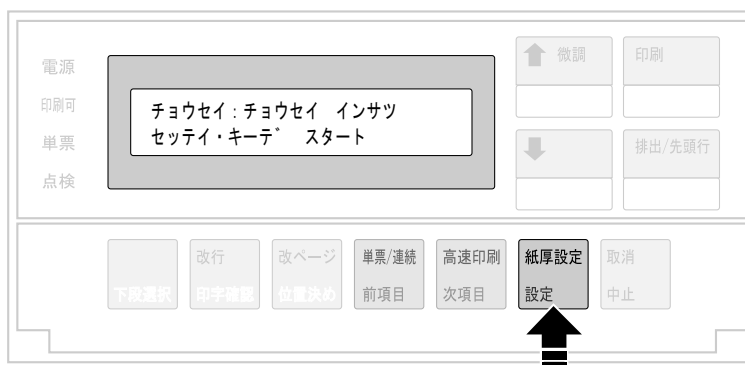 電源
印刷可
単票
点検
チョウセイ:チョウセイ インサツ
セッテイ・キーデ゛ スタート
微調
印刷
排出/先頭行
改行
改ページ
単票/連続
高速印刷
紙厚設定
取消
下段選択
印字確認
位置決め
前項目
次項目
設定
中止